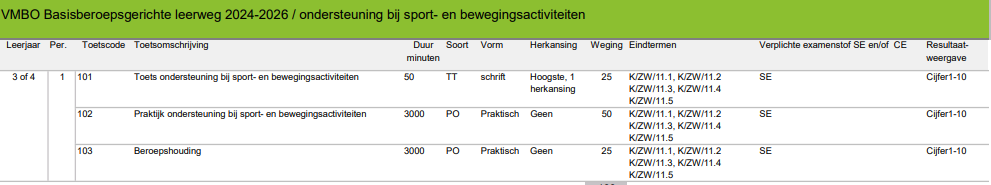 VMBO Basisberoepsgerichte leerweg 2024-2026 / ondersteuning bij sport- en bewegingsactiviteiten
Leerjaar Per. Toetscode Toetsomschrijving Duur minuten Soort Vorm Herkansing Weging Eindtermen Verplichte examenstof SE en/of CE Resultaat-weergave
3 of 4 1 101 Toets ondersteuning bij sport- en bewegingsactiviteiten 50 TT schrift Hoogste, 1 herkansing 25 K/ZW/11.1, K/ZW/11.2 SE Cijfer1-10
K/ZW/11.3, K/ZW/11.4
K/ZW/11.5
102 Praktijk ondersteuning bij sport- en bewegingsactiviteiten 3000 PO Praktisch Geen 50 K/ZW/11.1, K/ZW/11.2 SE Cijfer1-10
K/ZW/11.3, K/ZW/11.4
K/ZW/11.5
103 Beroepshouding 3000 PO Praktisch Geen 25 K/ZW/11.1, K/ZW/11.2 SE Cijfer1-10
K/ZW/11.3, K/ZW/11.4
K/ZW/11.5